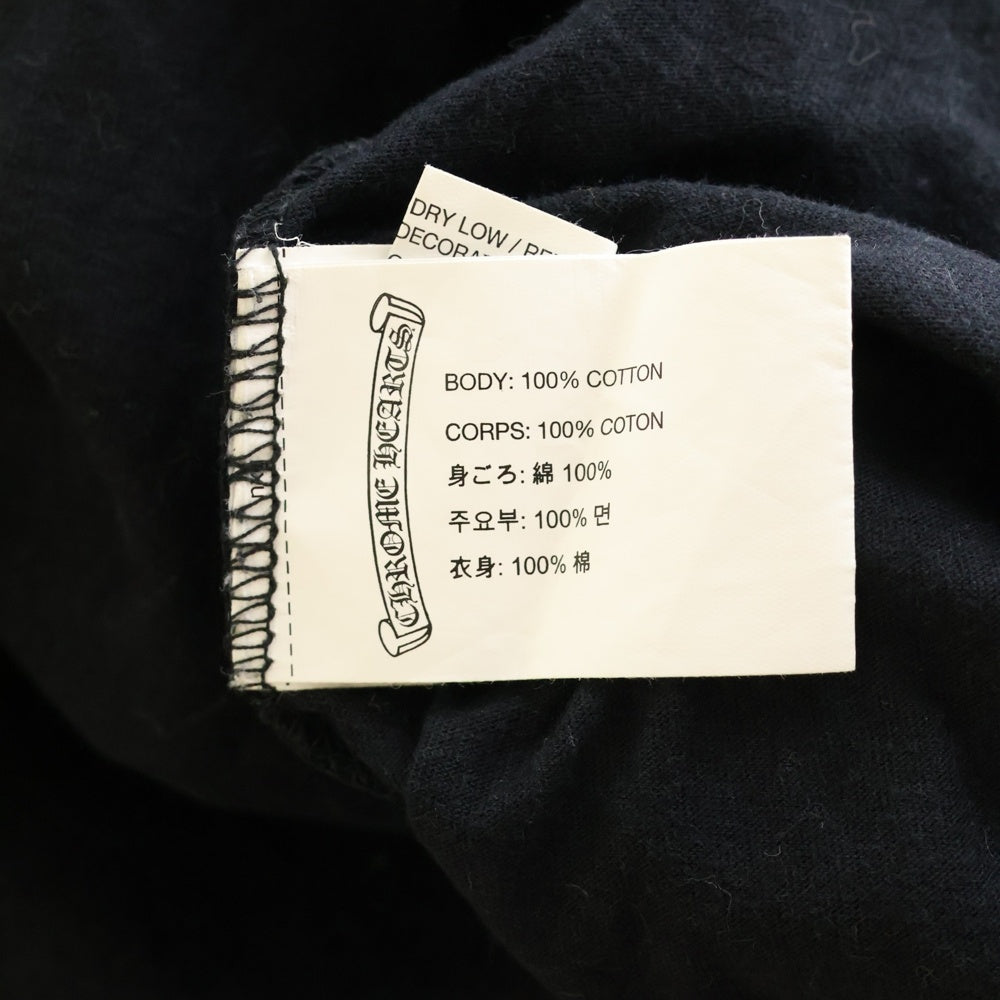 DRY LOW /
CHROME HEARTS
BODY: 100% COTTON
CORPS: 100% COTON
身ごろ: 綿 100%
주요부: 100% 면
衣身: 100% 棉